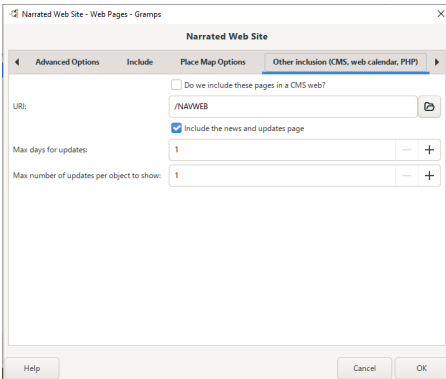 Narrated Web Site - Web Pages - Gramps
Narrated Web Site
Advanced Options Include Place Map Options Other inclusion (CMS, web calendar, PHP)
Do we include these pages in a CMS web?
URI: /NAVWEB
Include the news and updates page
Max days for updates: 1
Max number of updates per object to show: 1
Help Cancel OK